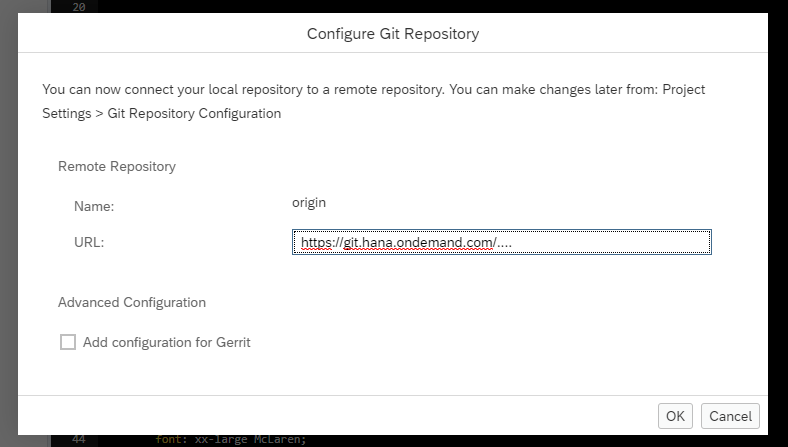 20
Configure Git Repository
You can now connect your local repository to a remote repository. You can make changes later from: Project
Settings > Git Repository Configuration
Remote Repository
Name: origin
URL: https://git.hana.ondemand.com/....
Advanced Configuration
Add configuration for Gerrit
OK Cancel
44 font: xx-large McLaren;